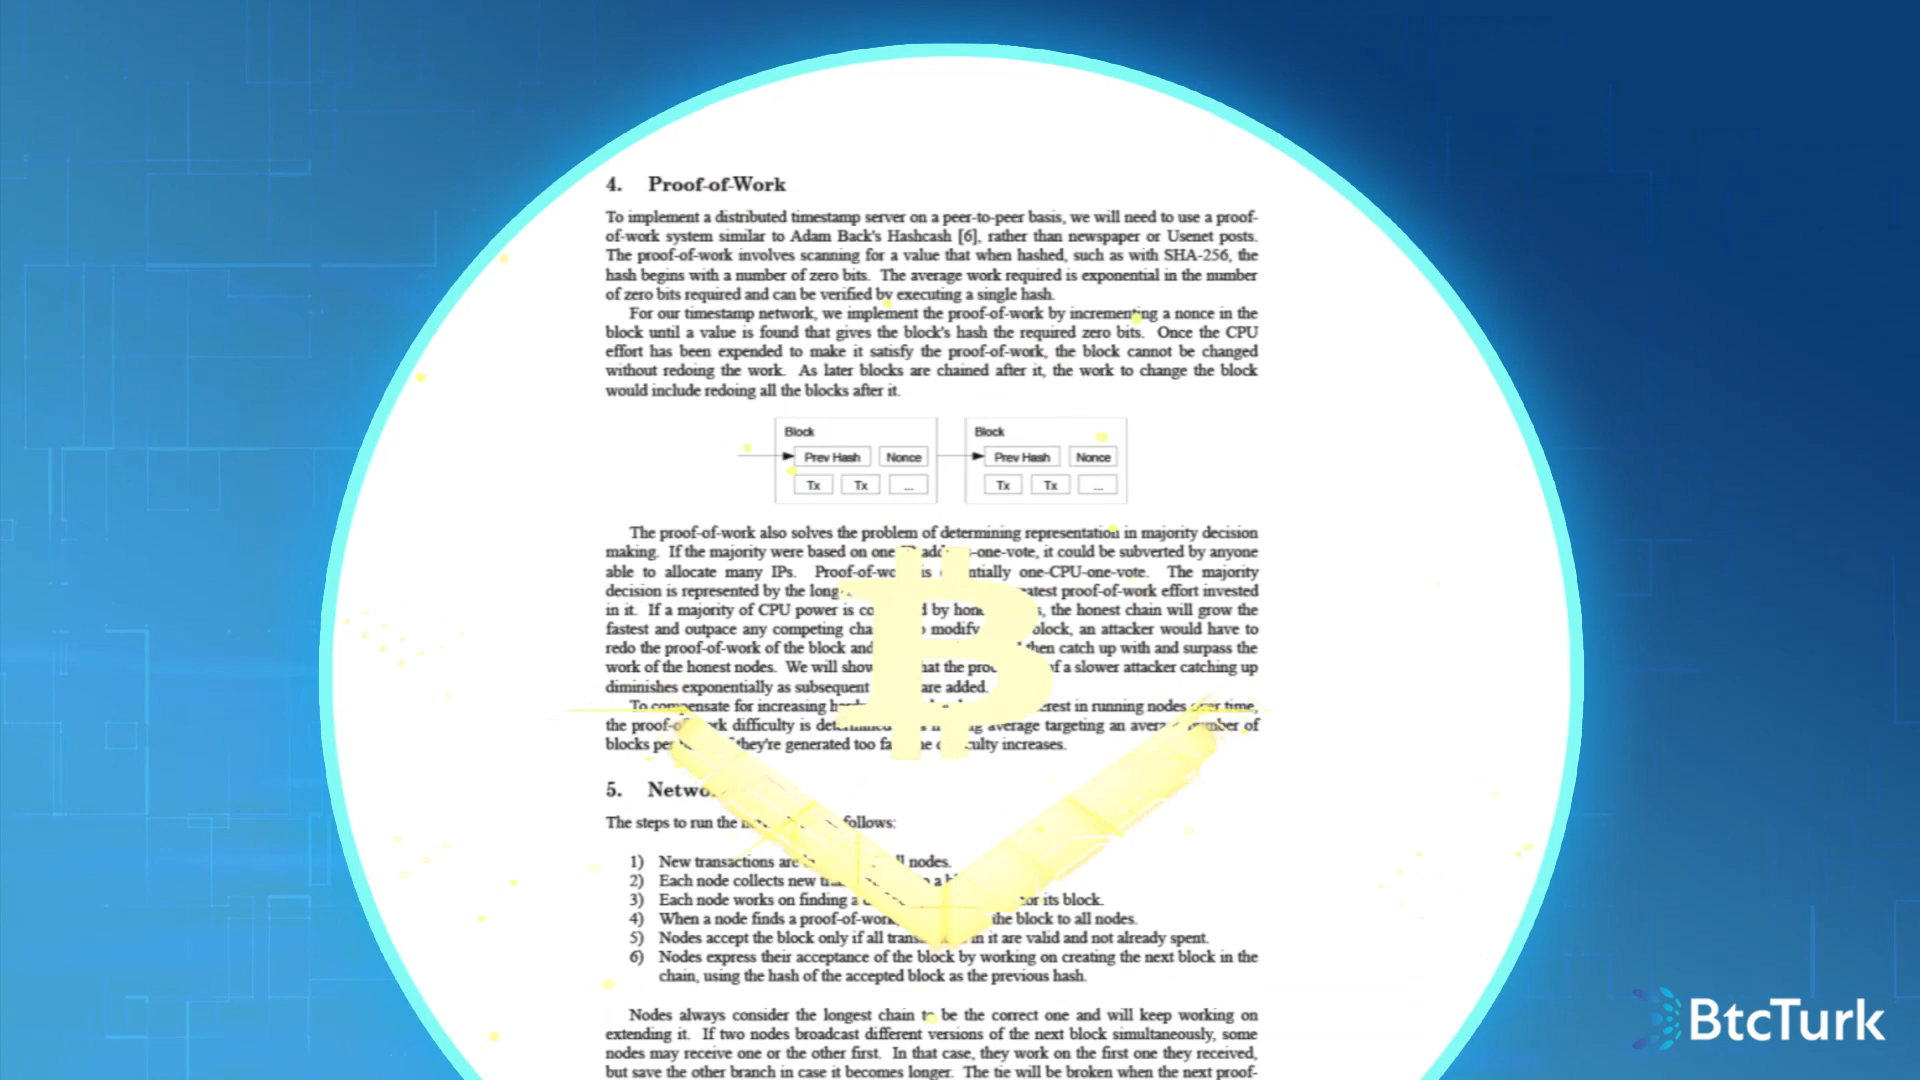 4. Proof-of-Work
To implement a distributed timestamp server on a peer-to-peer basis, we will need to use a proof-
of-work system similar to Adam Back's Hashcash [6], rather than newspaper or Usenet posts.
The proof-of-work involves scanning for a value that when hashed, such as with SHA-256, the
hash begins with a number of zero bits. The average work required is exponential in the number
of zero bits required and can be verified by executing a single hash.
For our timestamp network, we implement the proof-of-work by incrementing a nonce in the
block until a value is found that gives the block's hash the required zero bits. Once the CPU
effort has been expended to make it satisfy the proof-of-work, the block cannot be changed
without redoing the work. As later blocks are chained after it, the work to change the block
would include redoing all the blocks after it.
Block Block
Prev Hash Nonce Prev Hash Nonce
Tx Tx ... Tx Tx ...
The proof-of-work also solves the problem of determining representation in majority decision
making. If the majority were based on one -one-vote, it could be subverted by anyone
able to allocate many IPs. Proof-of- is one-CPU-one-vote. The majority
decision is represented by the proof-of-work effort invested
in it. If a majority of CPU power is by , the honest chain will grow the
fastest and outpace any competing modify block, an attacker would have to
redo the proof-of-work of the block and then catch up with and surpass the
work of the honest nodes. We will show that the of a slower attacker catching up
diminishes exponentially as subsequent are added.
To compensate for increasing in running nodes over time,
the difficulty is average targeting an number of
blocks they're generated too increases.
5.
The steps to run the follows:
1) New transactions are nodes.
2) Each node collects new a
3) Each node works on finding a for its block.
4) When a node finds a proof-of-work, the block to all nodes.
5) Nodes accept the block only if all in it are valid and not already spent.
6) Nodes express their acceptance of the block by working on creating the next block in the
chain, using the hash of the accepted block as the previous hash.
Nodes always consider the longest chain to be the correct one and will keep working on
extending it. If two nodes broadcast different versions of the next block simultaneously, some
nodes may receive one or the other first. In that case, they work on the first one they received,
but save the other branch in case it becomes longer. The tie will be broken when the next proof-
BtcTurk